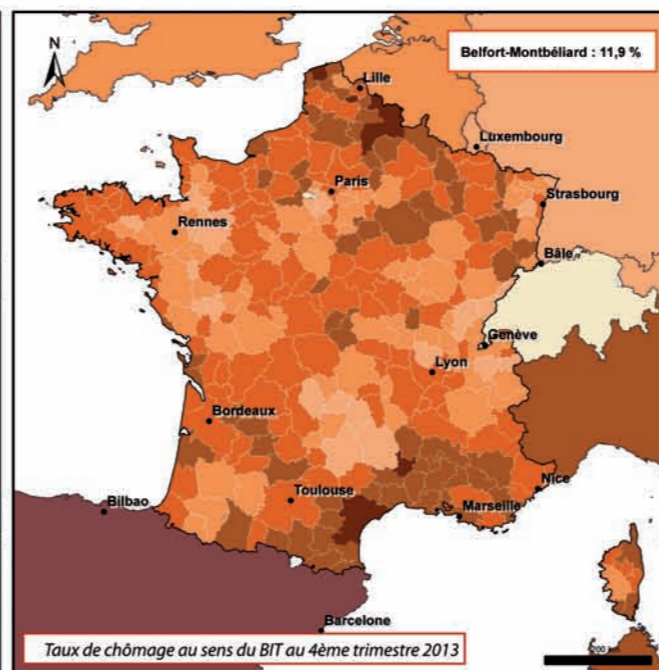 N
Belfort-Montbéliard : 11,9 %
Lille
Luxembourg
Paris
Strasbourg
Rennes
Bâle
Genève
Lyon
Bordeaux
Toulouse
Nice
Bilbao
Marseille
Barcelone
Taux de chômage au sens du BIT au 4ème trimestre 2013
200